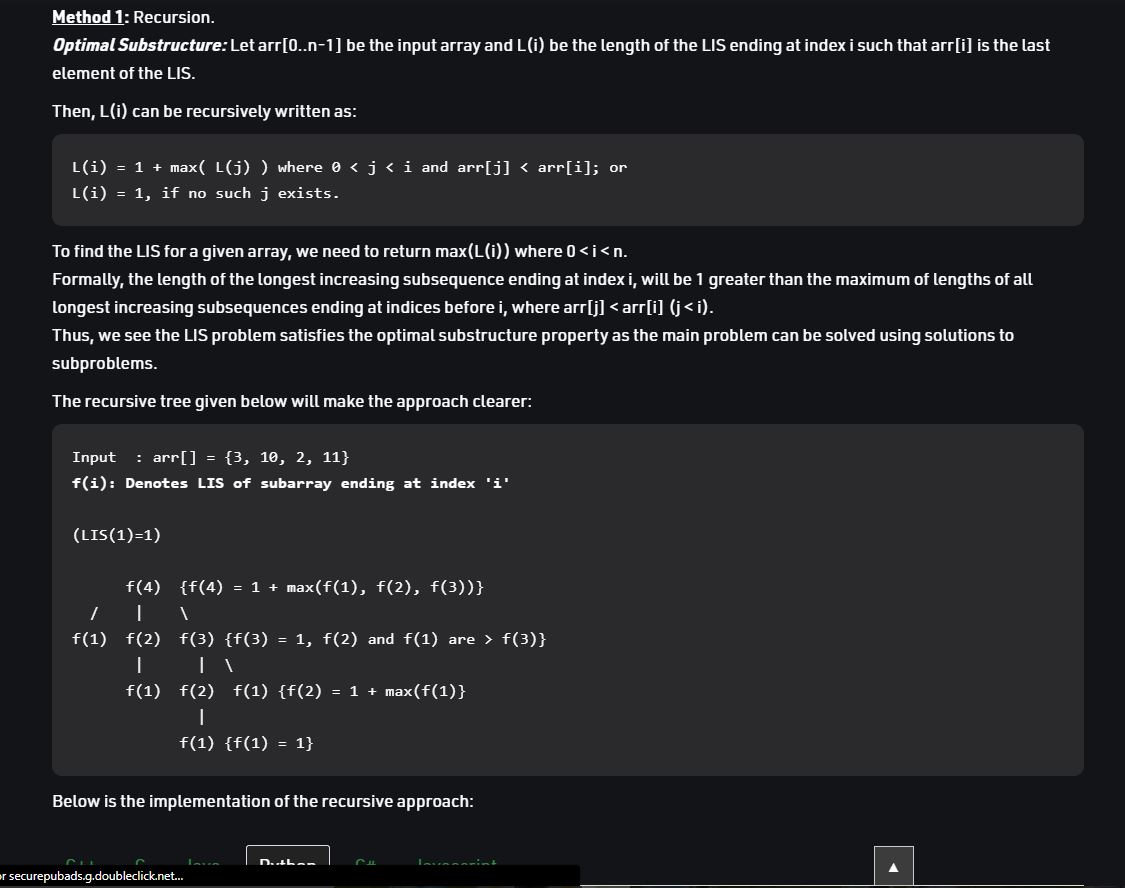 Method 1: Recursion.
Optimal Substructure: Let arr[0..n-1] be the input array and L(i) be the length of the LIS ending at index i such that arr[i] is the last
element of the LIS.
Then, L(i) can be recursively written as:
L(i) = 1 + max( L(j) ) where 0 < j < i and arr[j] < arr[i]; or
L(i) = 1, if no such j exists.
To find the LIS for a given array, we need to return max(L(i)) where 0 < i < n.
Formally, the length of the longest increasing subsequence ending at index i, will be 1 greater than the maximum of lengths of all
longest increasing subsequences ending at indices before i, where arr[j] < arr[i] (j < i).
Thus, we see the LIS problem satisfies the optimal substructure property as the main problem can be solved using solutions to
subproblems.
The recursive tree given below will make the approach clearer:
Input  : arr[] = {3, 10, 2, 11}
f(i): Denotes LIS of subarray ending at index 'i'
(LIS(1)=1)
      f(4)  {f(4) = 1 + max(f(1), f(2), f(3))}
  /    |    \
f(1)  f(2)  f(3) {f(3) = 1, f(2) and f(1) are > f(3)}
       |      |  \
      f(1)  f(2)  f(1) {f(2) = 1 + max(f(1)}
              |
            f(1) {f(1) = 1}
Below is the implementation of the recursive approach:
C++ C Java Python C# Javascript
or securepubads.g.doubleclick.net...
▲